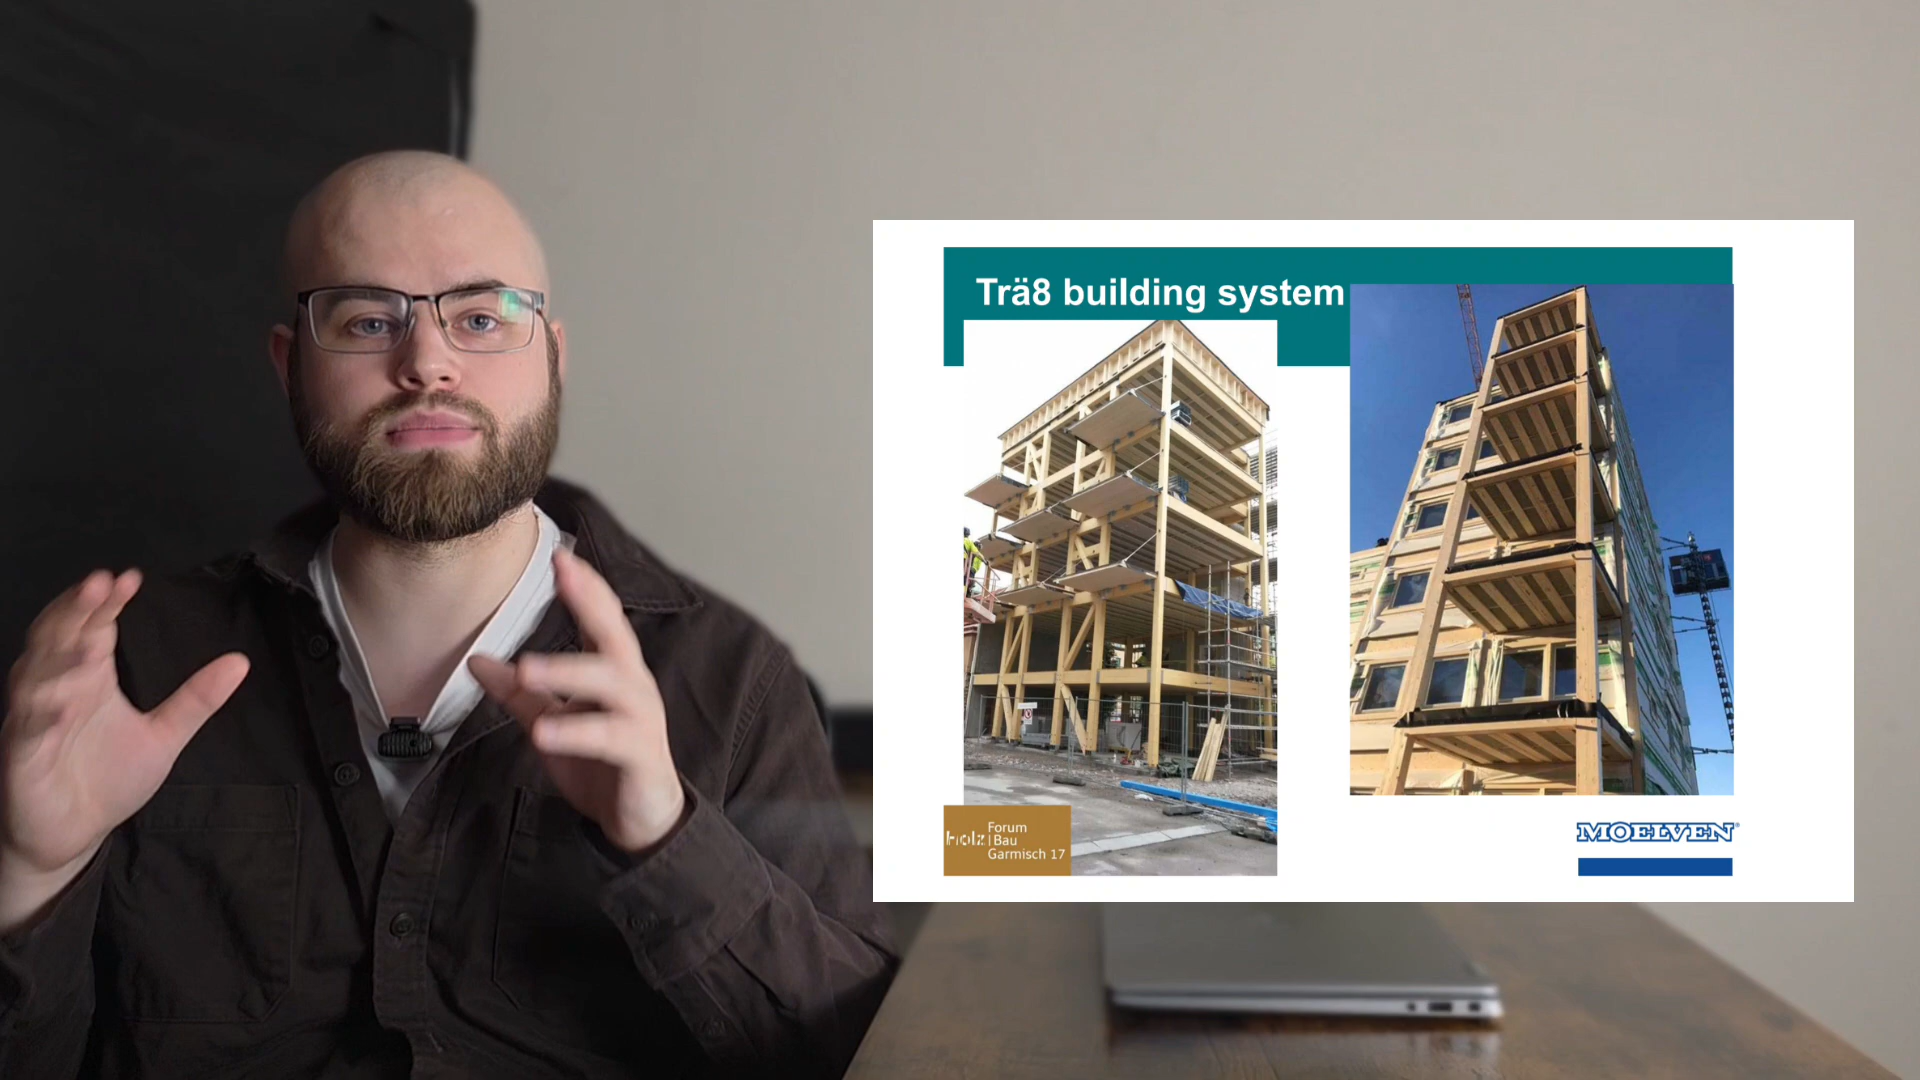 Trä8 building system
holz
Forum
Bau
Garmisch 17
MOELVEN®